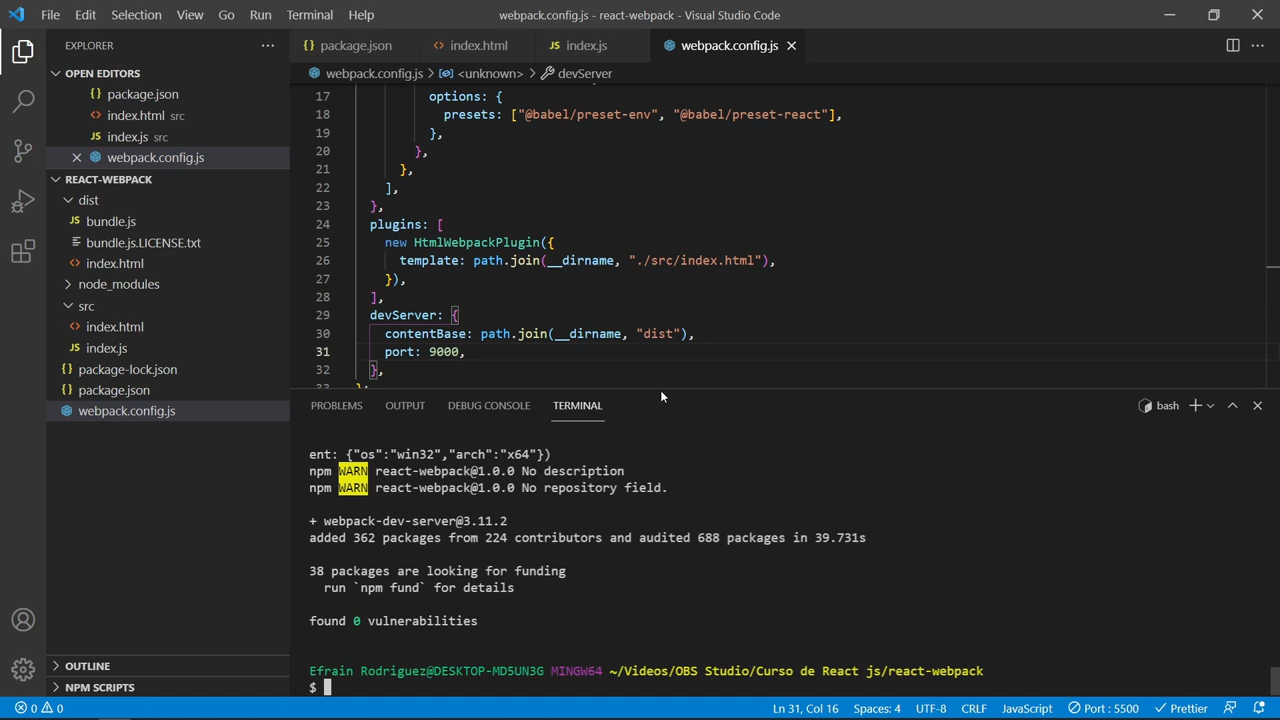 File Edit Selection View Go Run Terminal Help webpack.config.js - react-webpack - Visual Studio Code
EXPLORER
OPEN EDITORS
package.json
index.html src
index.js src
webpack.config.js
REACT-WEBPACK
dist
bundle.js
bundle.js.LICENSE.txt
index.html
node_modules
src
index.html
index.js
package-lock.json
package.json
webpack.config.js
OUTLINE
NPM SCRIPTS
package.json index.html index.js webpack.config.js
webpack.config.js > <unknown> > devServer
17 options: {
18 presets: ["@babel/preset-env", "@babel/preset-react"],
19 },
20 },
21 },
22 ],
23 },
24 plugins: [
25 new HtmlWebpackPlugin({
26 template: path.join(__dirname, "./src/index.html"),
27 }),
28 ],
29 devServer: {
30 contentBase: path.join(__dirname, "dist"),
31 port: 9000,
32 },
33 };
PROBLEMS OUTPUT DEBUG CONSOLE TERMINAL bash
ent: {"os":"win32","arch":"x64"})
npm WARN react-webpack@1.0.0 No description
npm WARN react-webpack@1.0.0 No repository field.
+ webpack-dev-server@3.11.2
added 362 packages from 224 contributors and audited 688 packages in 39.731s
38 packages are looking for funding
run `npm fund` for details
found 0 vulnerabilities
Efrain Rodriguez@DESKTOP-MD5UN3G MINGW64 ~/Videos/OBS Studio/Curso de React js/react-webpack
$
0 0 Ln 31, Col 16 Spaces: 4 UTF-8 CRLF JavaScript Port : 5500 Prettier